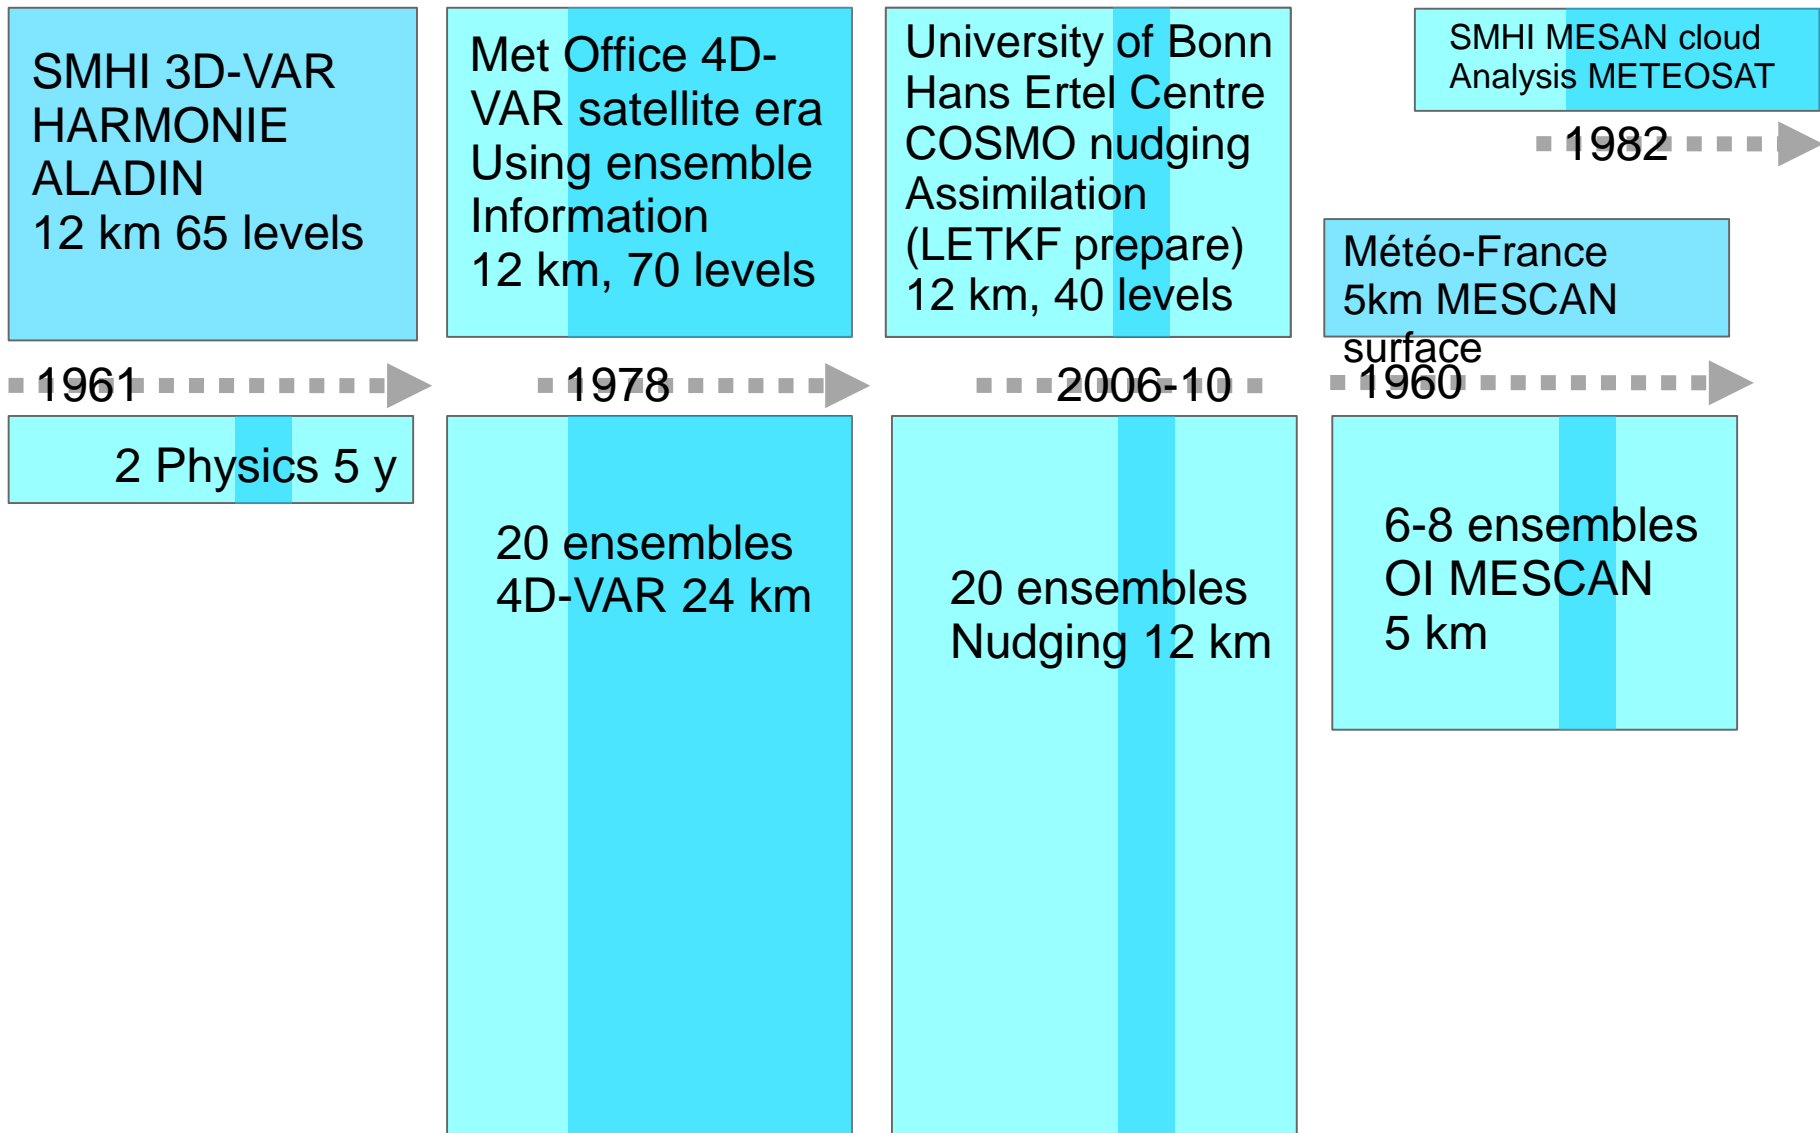 SMHI 3D-VAR
HARMONIE
ALADIN
12 km 65 levels
1961
2 Physics 5 y
Met Office 4D-
VAR satellite era
Using ensemble
Information
12 km, 70 levels
1978
20 ensembles
4D-VAR 24 km
University of Bonn
Hans Ertel Centre
COSMO nudging
Assimilation
(LETKF prepare)
12 km, 40 levels
2006-10
20 ensembles
Nudging 12 km
SMHI MESAN cloud
Analysis METEOSAT
1982
Météo-France
5km MESCAN
surface
1960
6-8 ensembles
OI MESCAN
5 km